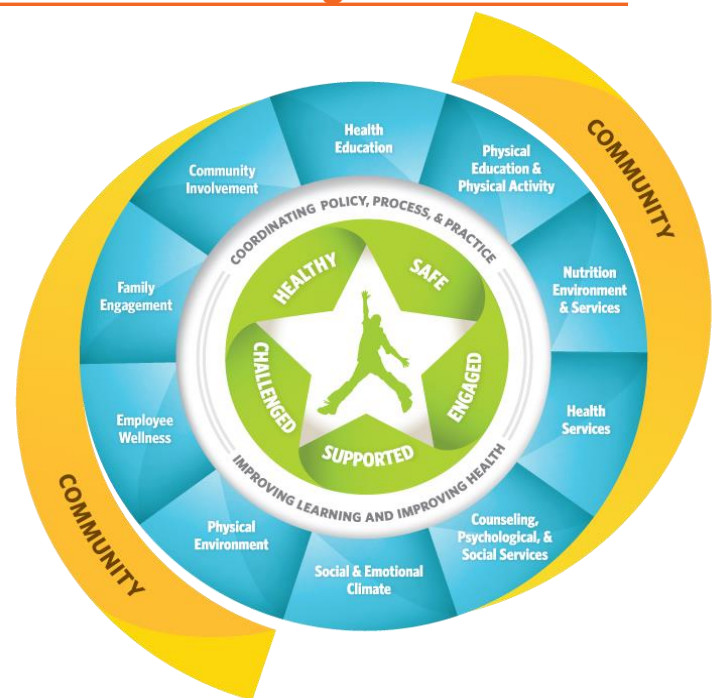 COMMUNITY
Health
Education
Physical
Education &
Physical Activity
Nutrition
Environment
& Services
Health
Services
Counseling,
Psychological, &
Social Services
Social & Emotional
Climate
Physical
Environment
Employee
Wellness
Family
Engagement
Community
Involvement
COORDINATING POLICY, PROCESS, & PRACTICE
IMPROVING LEARNING AND IMPROVING HEALTH
HEALTHY
SAFE
ENGAGED
SUPPORTED
CHALLENGED
COMMUNITY